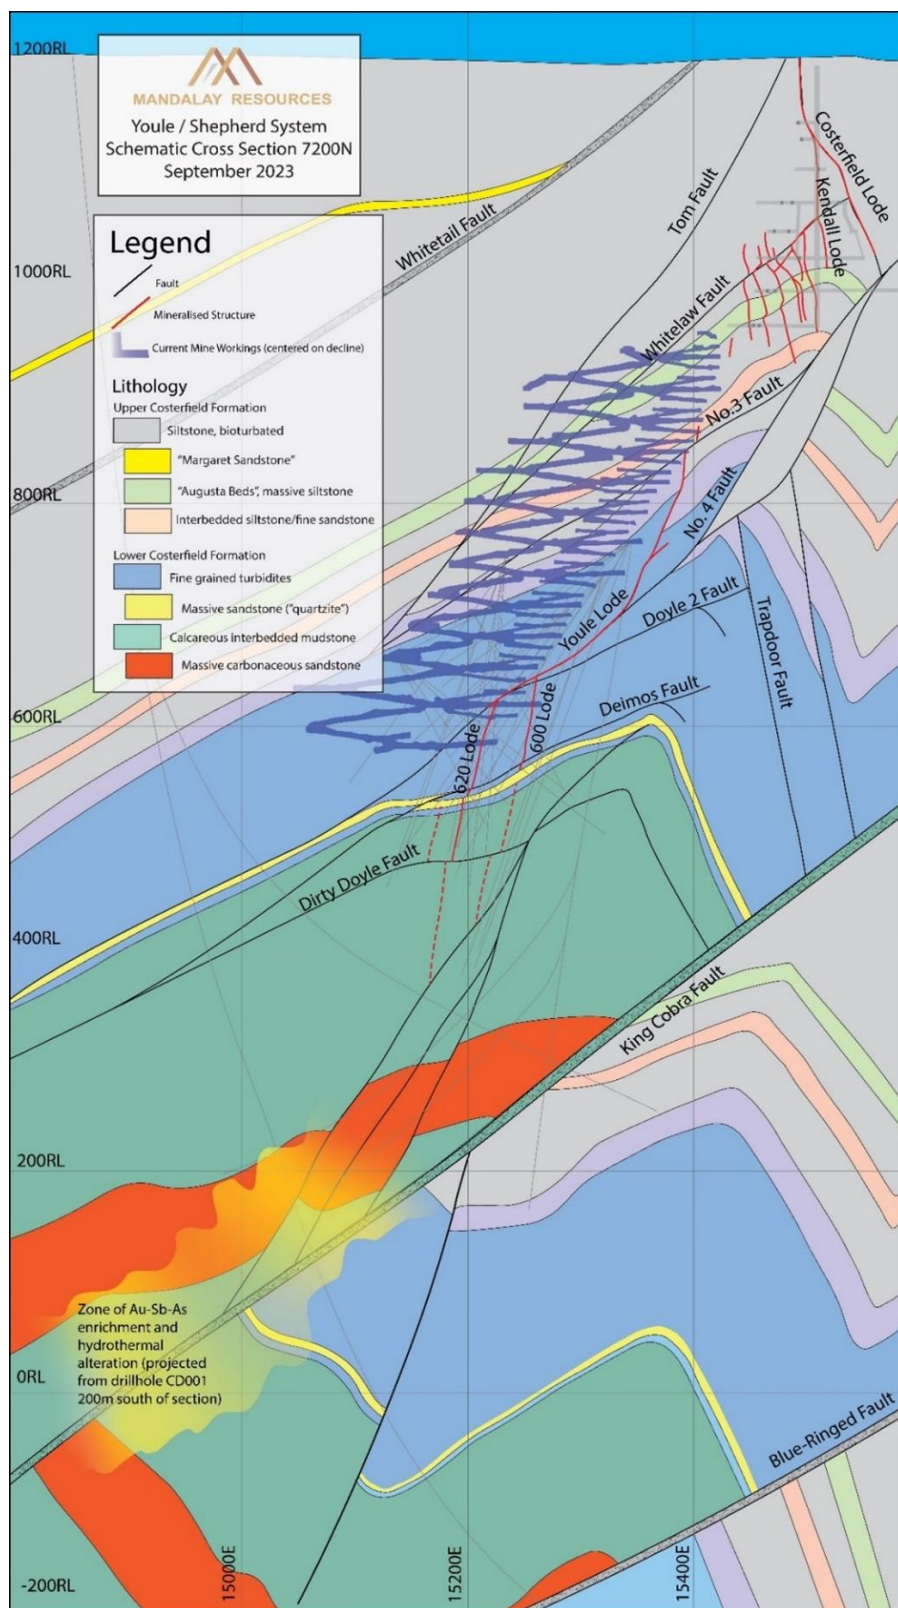 1200RL
MANDALAY RESOURCES
Youle / Shepherd System
Schematic Cross Section 7200N
September 2023
Legend
Fault
Mineralised Structure
Current Mine Workings (centered on decline)
Lithology
Upper Costerfield Formation
Siltstone, bioturbated
"Margaret Sandstone"
"Augusta Beds", massive siltstone
Interbedded siltstone/fine sandstone
Lower Costerfield Formation
Fine grained turbidites
Massive sandstone ("quartzite")
Calcareous interbedded mudstone
Massive carbonaceous sandstone
Whitetail Fault
Tom Fault
Costerfield Lode
Kendall Lode
1000RL
Whitelaw Fault
No.3 Fault
800RL
No. 4 Fault
Youle Lode
Doyle 2 Fault
Trapdoor Fault
Deimos Fault
600RL
620 Lode
600 Lode
Dirty Doyle Fault
400RL
King Cobra Fault
200RL
Zone of Au-Sb-As
enrichment and
hydrothermal
alteration (projected
from drillhole CD001
200m south of section)
0RL
Blue-Ringed Fault
-200RL
15000E
15200E
15400E